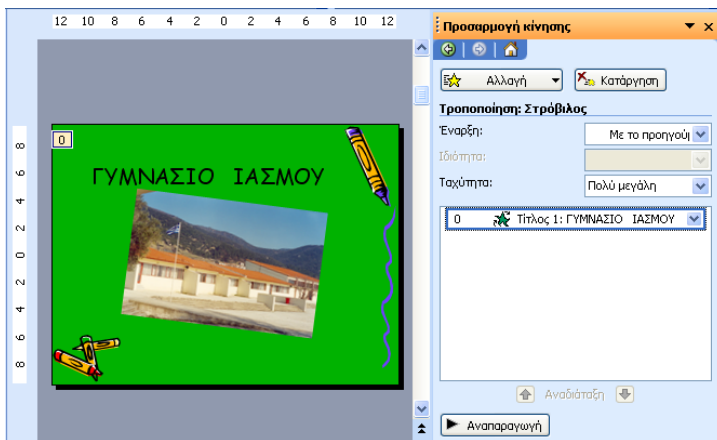 12 10 8 6 4 2 0 2 4 6 8 10 12
8 6 4 2 0 2 4 6 8
0
ΓΥΜΝΑΣΙΟ ΙΑΣΜΟΥ
Προσαρμογή κίνησης
Αλλαγή Κατάργηση
Τροποποίηση: Στρόβιλος
Έναρξη: Με το προηγού
Ιδιότητα:
Ταχύτητα: Πολύ μεγάλη
0 Τίτλος 1: ΓΥΜΝΑΣΙΟ ΙΑΣΜΟΥ
Αναδιάταξη
Αναπαραγωγή